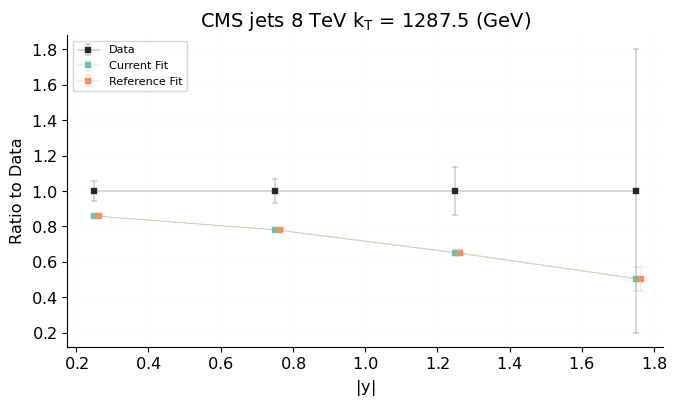 CMS jets 8 TeV k_T = 1287.5 (GeV)
Data
Current Fit
Reference Fit
Ratio to Data
1.8
1.6
1.4
1.2
1.0
0.8
0.6
0.4
0.2
0.2 0.4 0.6 0.8 1.0 1.2 1.4 1.6 1.8
|y|